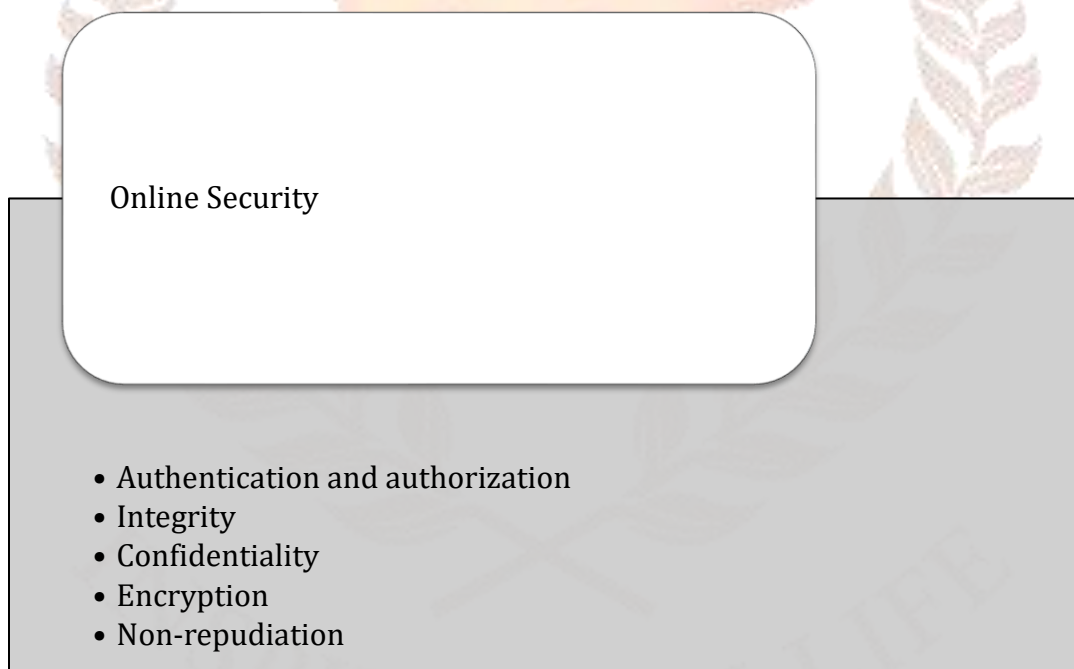 Online Security
• Authentication and authorization
• Integrity
• Confidentiality
• Encryption
• Non-repudiation